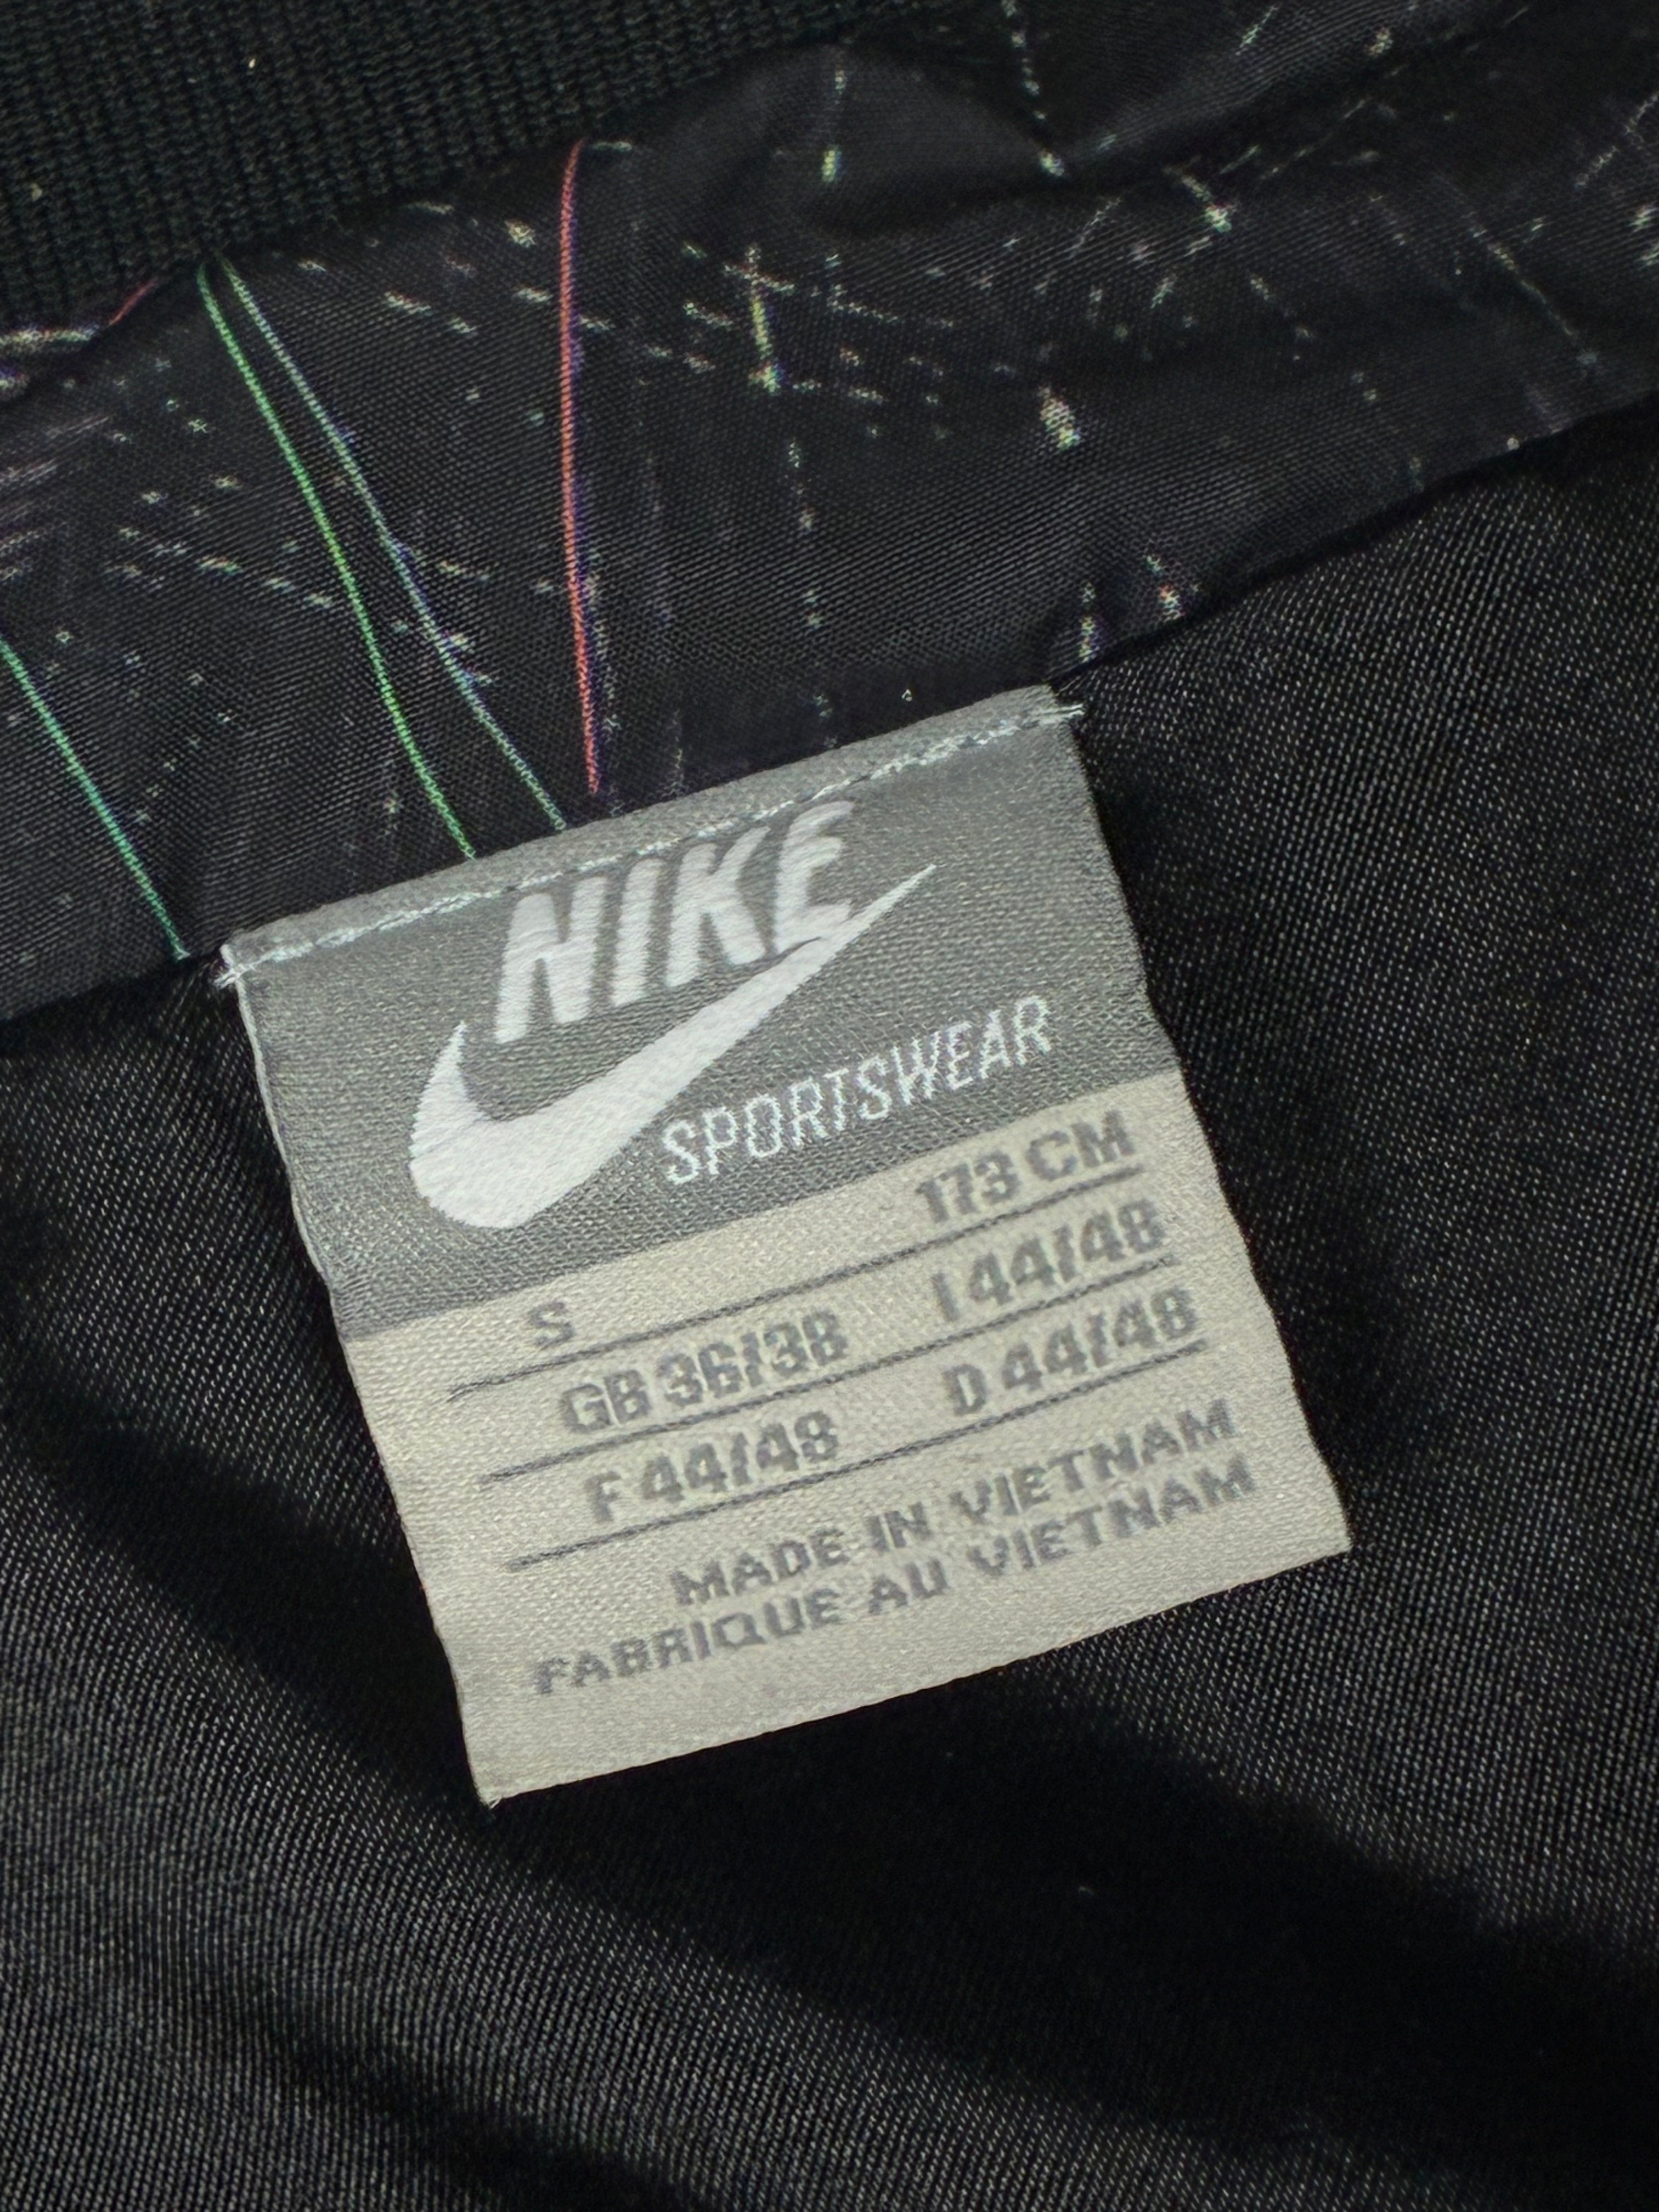 NIKE
SPORTSWEAR
S 173 CM
GB 36/38 I 44/48
F 44/48 D 44/48
MADE IN VIETNAM
FABRIQUE AU VIETNAM